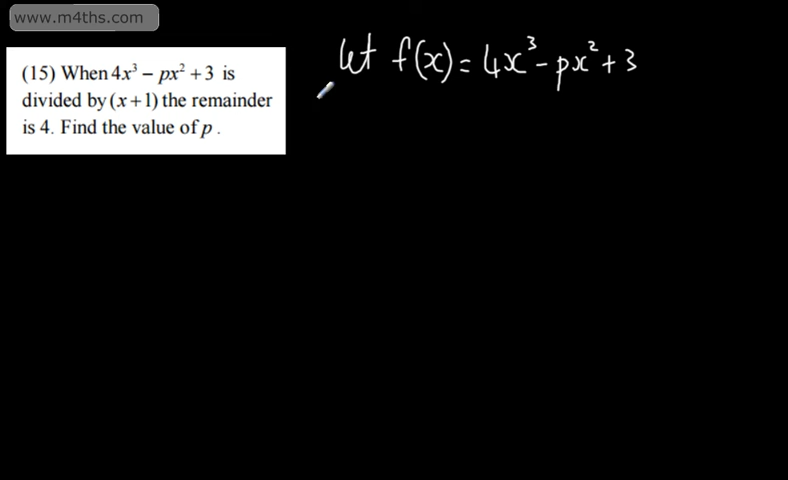 www.m4ths.com
(15) When 4x³ – px² + 3 is
divided by (x + 1) the remainder
is 4. Find the value of p .
let f(x) = 4x³ - px² + 3